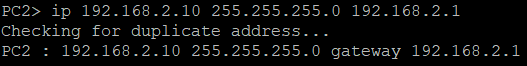 PC2> ip 192.168.2.10 255.255.255.0 192.168.2.1
Checking for duplicate address...
PC2 : 192.168.2.10 255.255.255.0 gateway 192.168.2.1